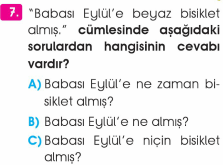 7. "Babası Eylül'e beyaz bisiklet
almış." cümlesinde aşağıdaki
sorulardan hangisinin cevabı
vardır?
A) Babası Eylül'e ne zaman bi-
siklet almış?
B) Babası Eylül'e ne almış?
C) Babası Eylül'e niçin bisiklet
almış?